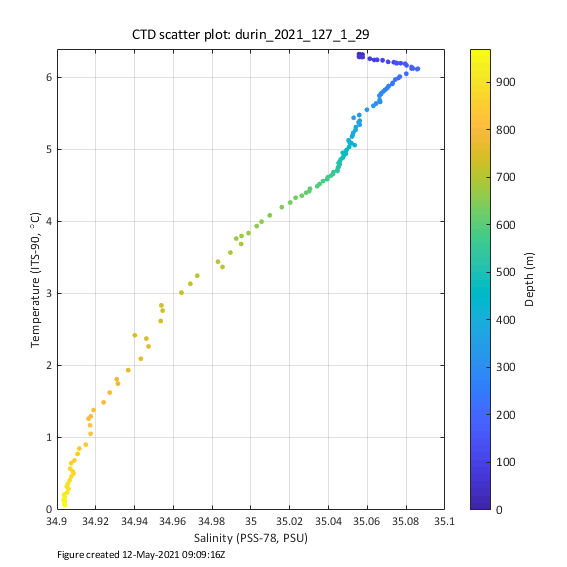 CTD scatter plot: durin_2021_127_1_29
6
5
4
3
2
1
0
Temperature (ITS-90, °C)
34.9 34.92 34.94 34.96 34.98 35 35.02 35.04 35.06 35.08 35.1
Salinity (PSS-78, PSU)
900
800
700
600
500
400
300
200
100
0
Depth (m)
Figure created 12-May-2021 09:09:16Z